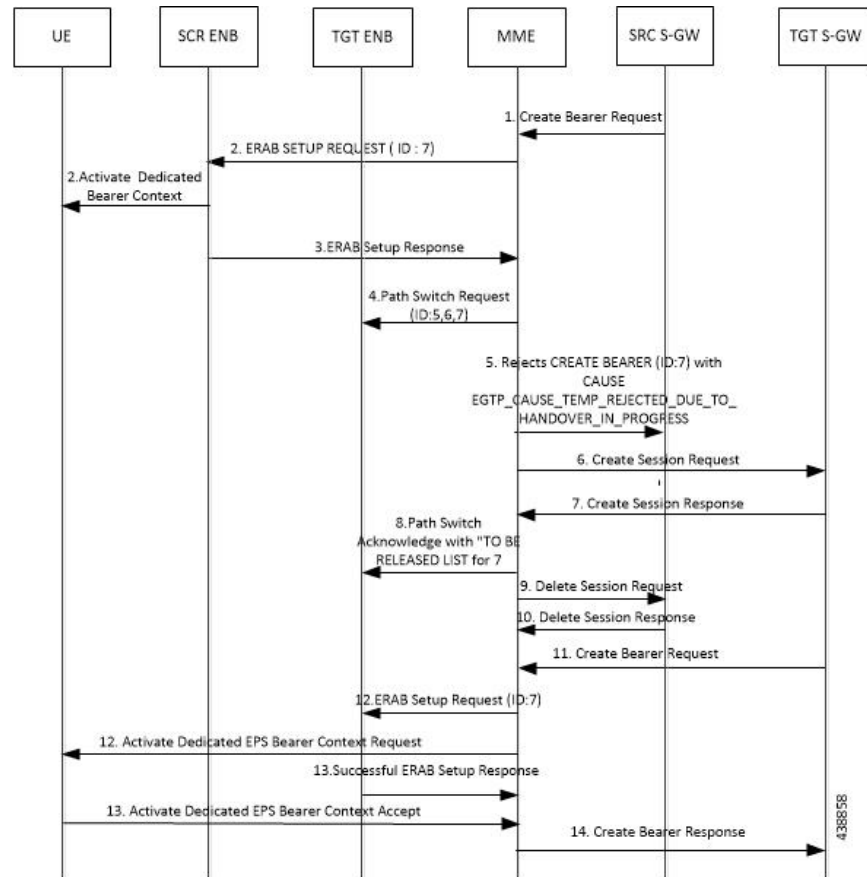 UE
SCR ENB
TGT ENB
MME
SRC S-GW
TGT S-GW
1. Create Bearer Request
2. ERAB SETUP REQUEST ( ID : 7)
2.Activate Dedicated
Bearer Context
3.ERAB Setup Response
4.Path Switch Request
(ID:5,6,7)
5. Rejects CREATE BEARER (ID:7) with
CAUSE
EGTP_CAUSE_TEMP_REJECTED_DUE_TO_
HANDOVER_IN_PROGRESS
6. Create Session Request
7. Create Session Response
8.Path Switch
Acknowledge with "TO BE
RELEASED LIST for 7
9. Delete Session Request
10. Delete Session Response
11. Create Bearer Request
12.ERAB Setup Request (ID:7)
12. Activate Dedicated EPS Bearer Context Request
13.Successful ERAB Setup Response
13. Activate Dedicated EPS Bearer Context Accept
14. Create Bearer Response
438858